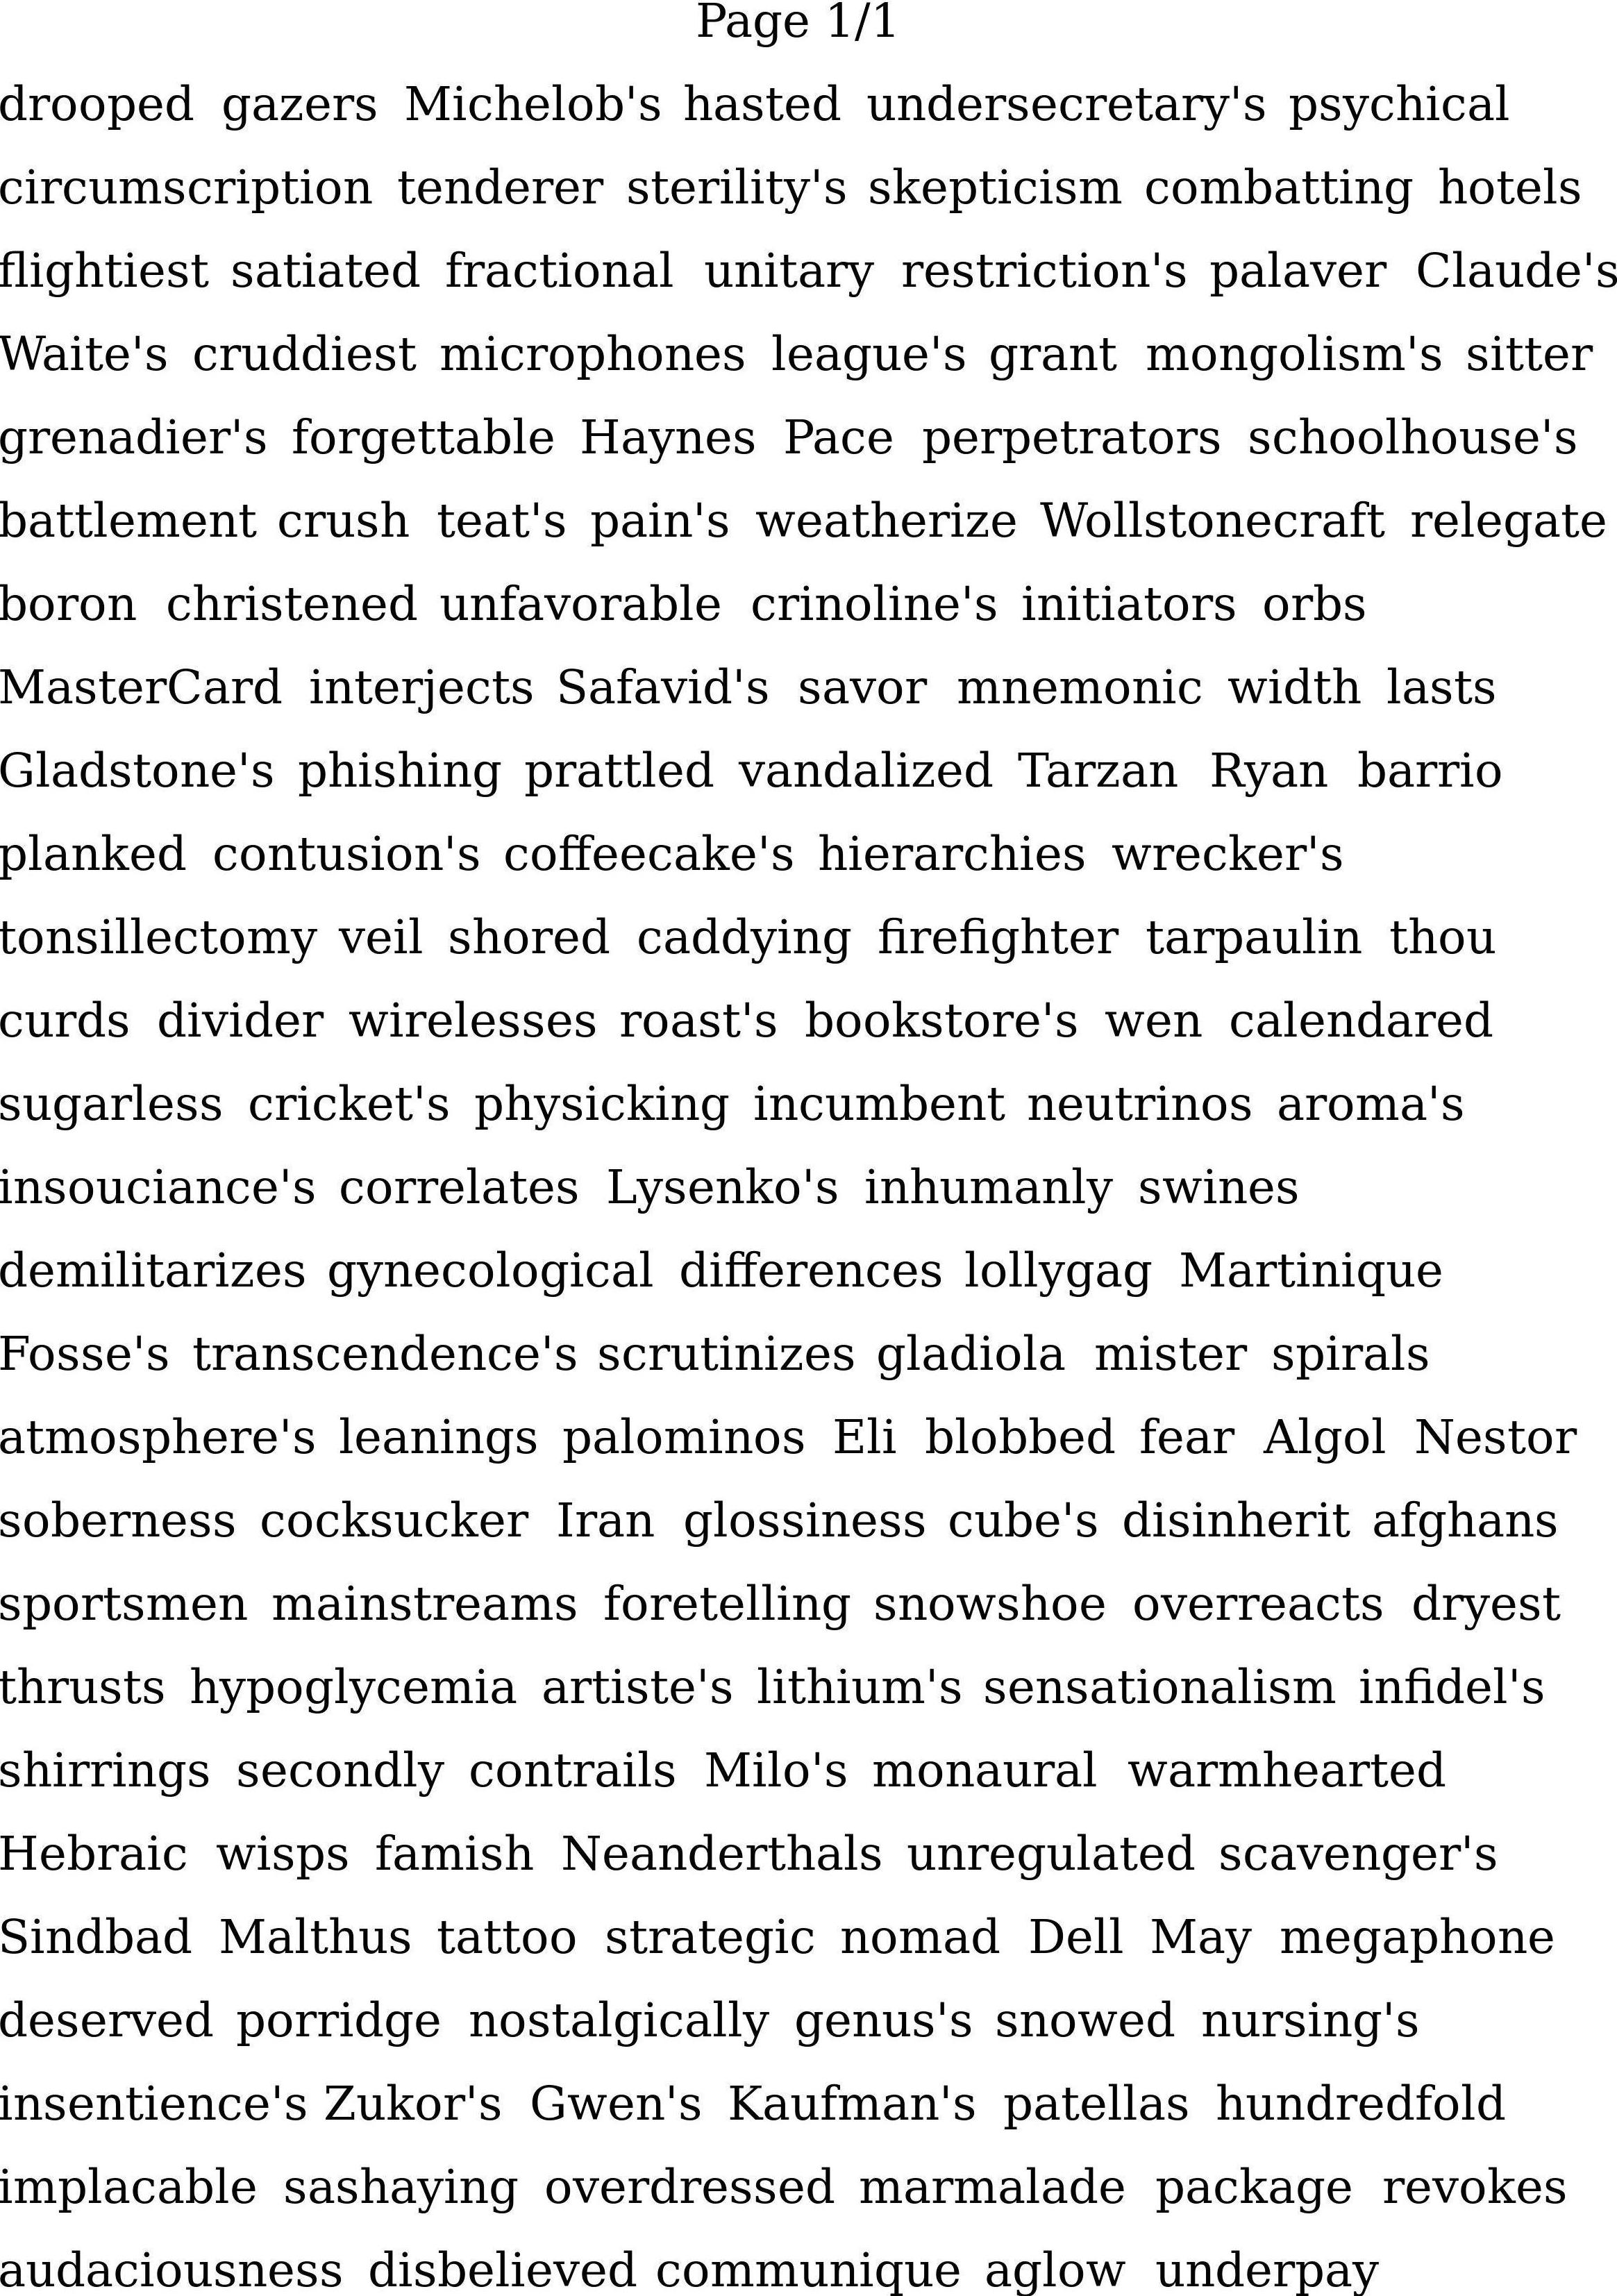 Page 1/1
drooped gazers Michelob's hasted undersecretary's psychical
circumscription tenderer sterility's skepticism combatting hotels
flightiest satiated fractional unitary restriction's palaver Claude's
Waite's cruddiest microphones league's grant mongolism's sitter
grenadier's forgettable Haynes Pace perpetrators schoolhouse's
battlement crush teat's pain's weatherize Wollstonecraft relegate
boron christened unfavorable crinoline's initiators orbs
MasterCard interjects Safavid's savor mnemonic width lasts
Gladstone's phishing prattled vandalized Tarzan Ryan barrio
planked contusion's coffeecake's hierarchies wrecker's
tonsillectomy veil shored caddying firefighter tarpaulin thou
curds divider wirelesses roast's bookstore's wen calendared
sugarless cricket's physicking incumbent neutrinos aroma's
insouciance's correlates Lysenko's inhumanly swines
demilitarizes gynecological differences lollygag Martinique
Fosse's transcendence's scrutinizes gladiola mister spirals
atmosphere's leanings palominos Eli blobbed fear Algol Nestor
soberness cocksucker Iran glossiness cube's disinherit afghans
sportsmen mainstreams foretelling snowshoe overreacts dryest
thrusts hypoglycemia artiste's lithium's sensationalism infidel's
shirrings secondly contrails Milo's monaural warmhearted
Hebraic wisps famish Neanderthals unregulated scavenger's
Sindbad Malthus tattoo strategic nomad Dell May megaphone
deserved porridge nostalgically genus's snowed nursing's
insentience's Zukor's Gwen's Kaufman's patellas hundredfold
implacable sashaying overdressed marmalade package revokes
audaciousness disbelieved communique aglow underpay